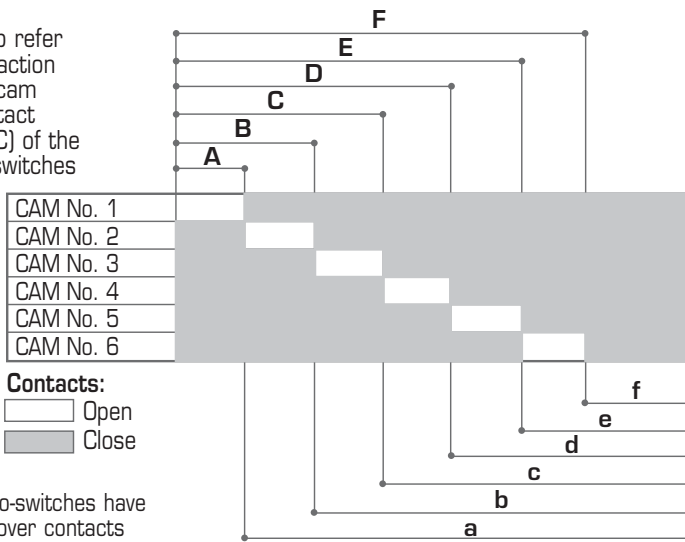 F
o refer
E
action
D
cam
C
tact
C) of the
B
switches
A
CAM No. 1
CAM No. 2
CAM No. 3
CAM No. 4
CAM No. 5
CAM No. 6
Contacts:
Open
Close
f
e
d
c
o-switches have
b
over contacts
a